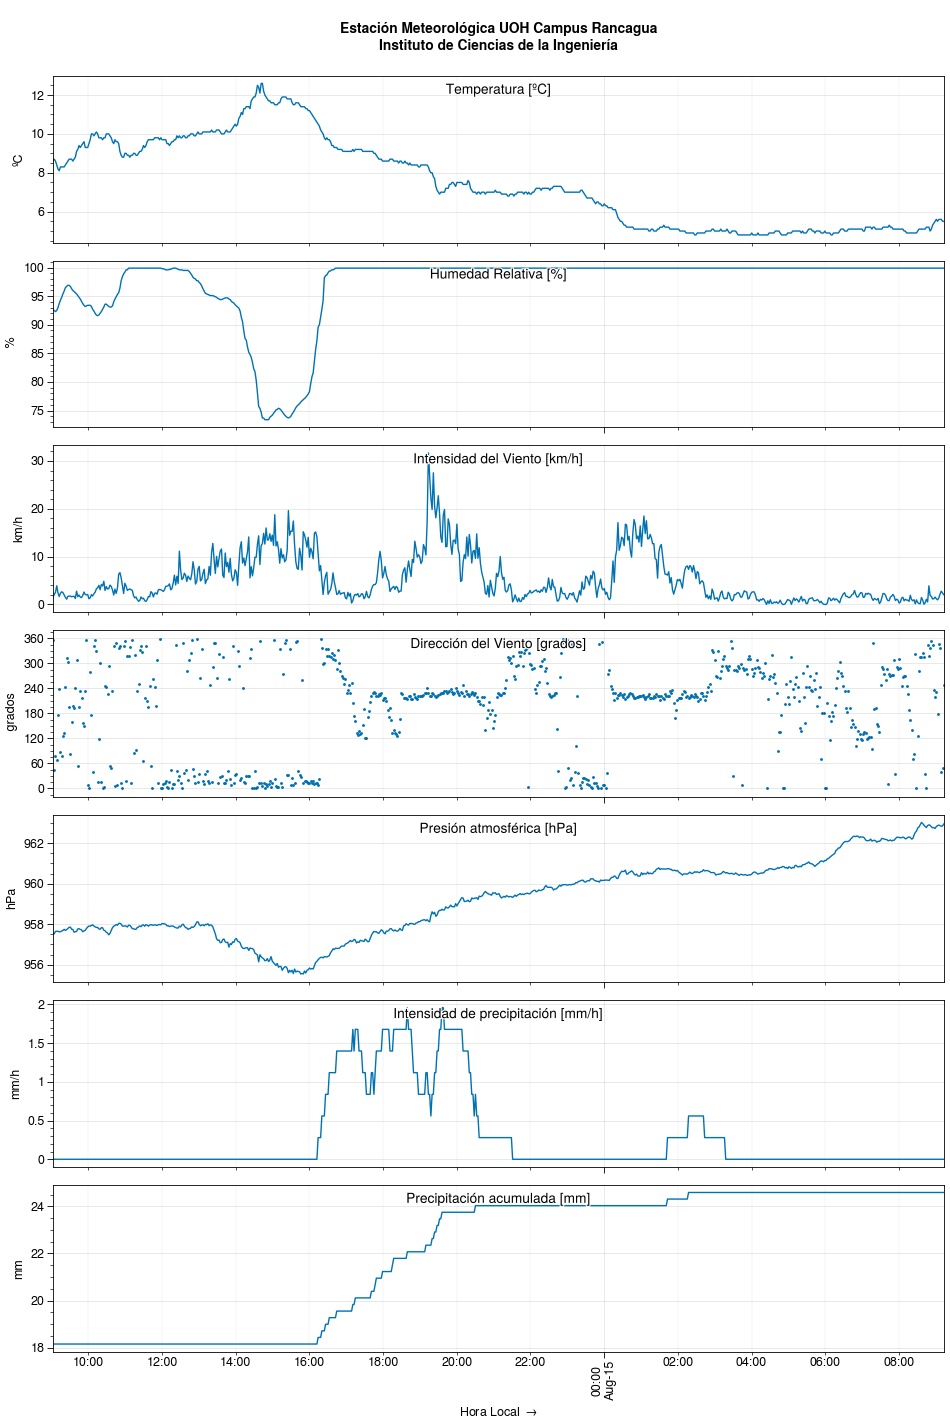 Estación Meteorológica UOH Campus Rancagua
Instituto de Ciencias de la Ingeniería
Temperatura [ºC]
12
10
8
6
ºC
Humedad Relativa [%]
100
95
90
85
80
75
%
Intensidad del Viento [km/h]
30
20
10
0
km/h
Dirección del Viento [grados]
360
300
240
180
120
60
0
grados
Presión atmosférica [hPa]
962
960
958
956
hPa
Intensidad de precipitación [mm/h]
2
1.5
1
0.5
0
mm/h
Precipitación acumulada [mm]
24
22
20
18
mm
10:00 12:00 14:00 16:00 18:00 20:00 22:00 00:00 02:00 04:00 06:00 08:00
Aug-15
Hora Local →